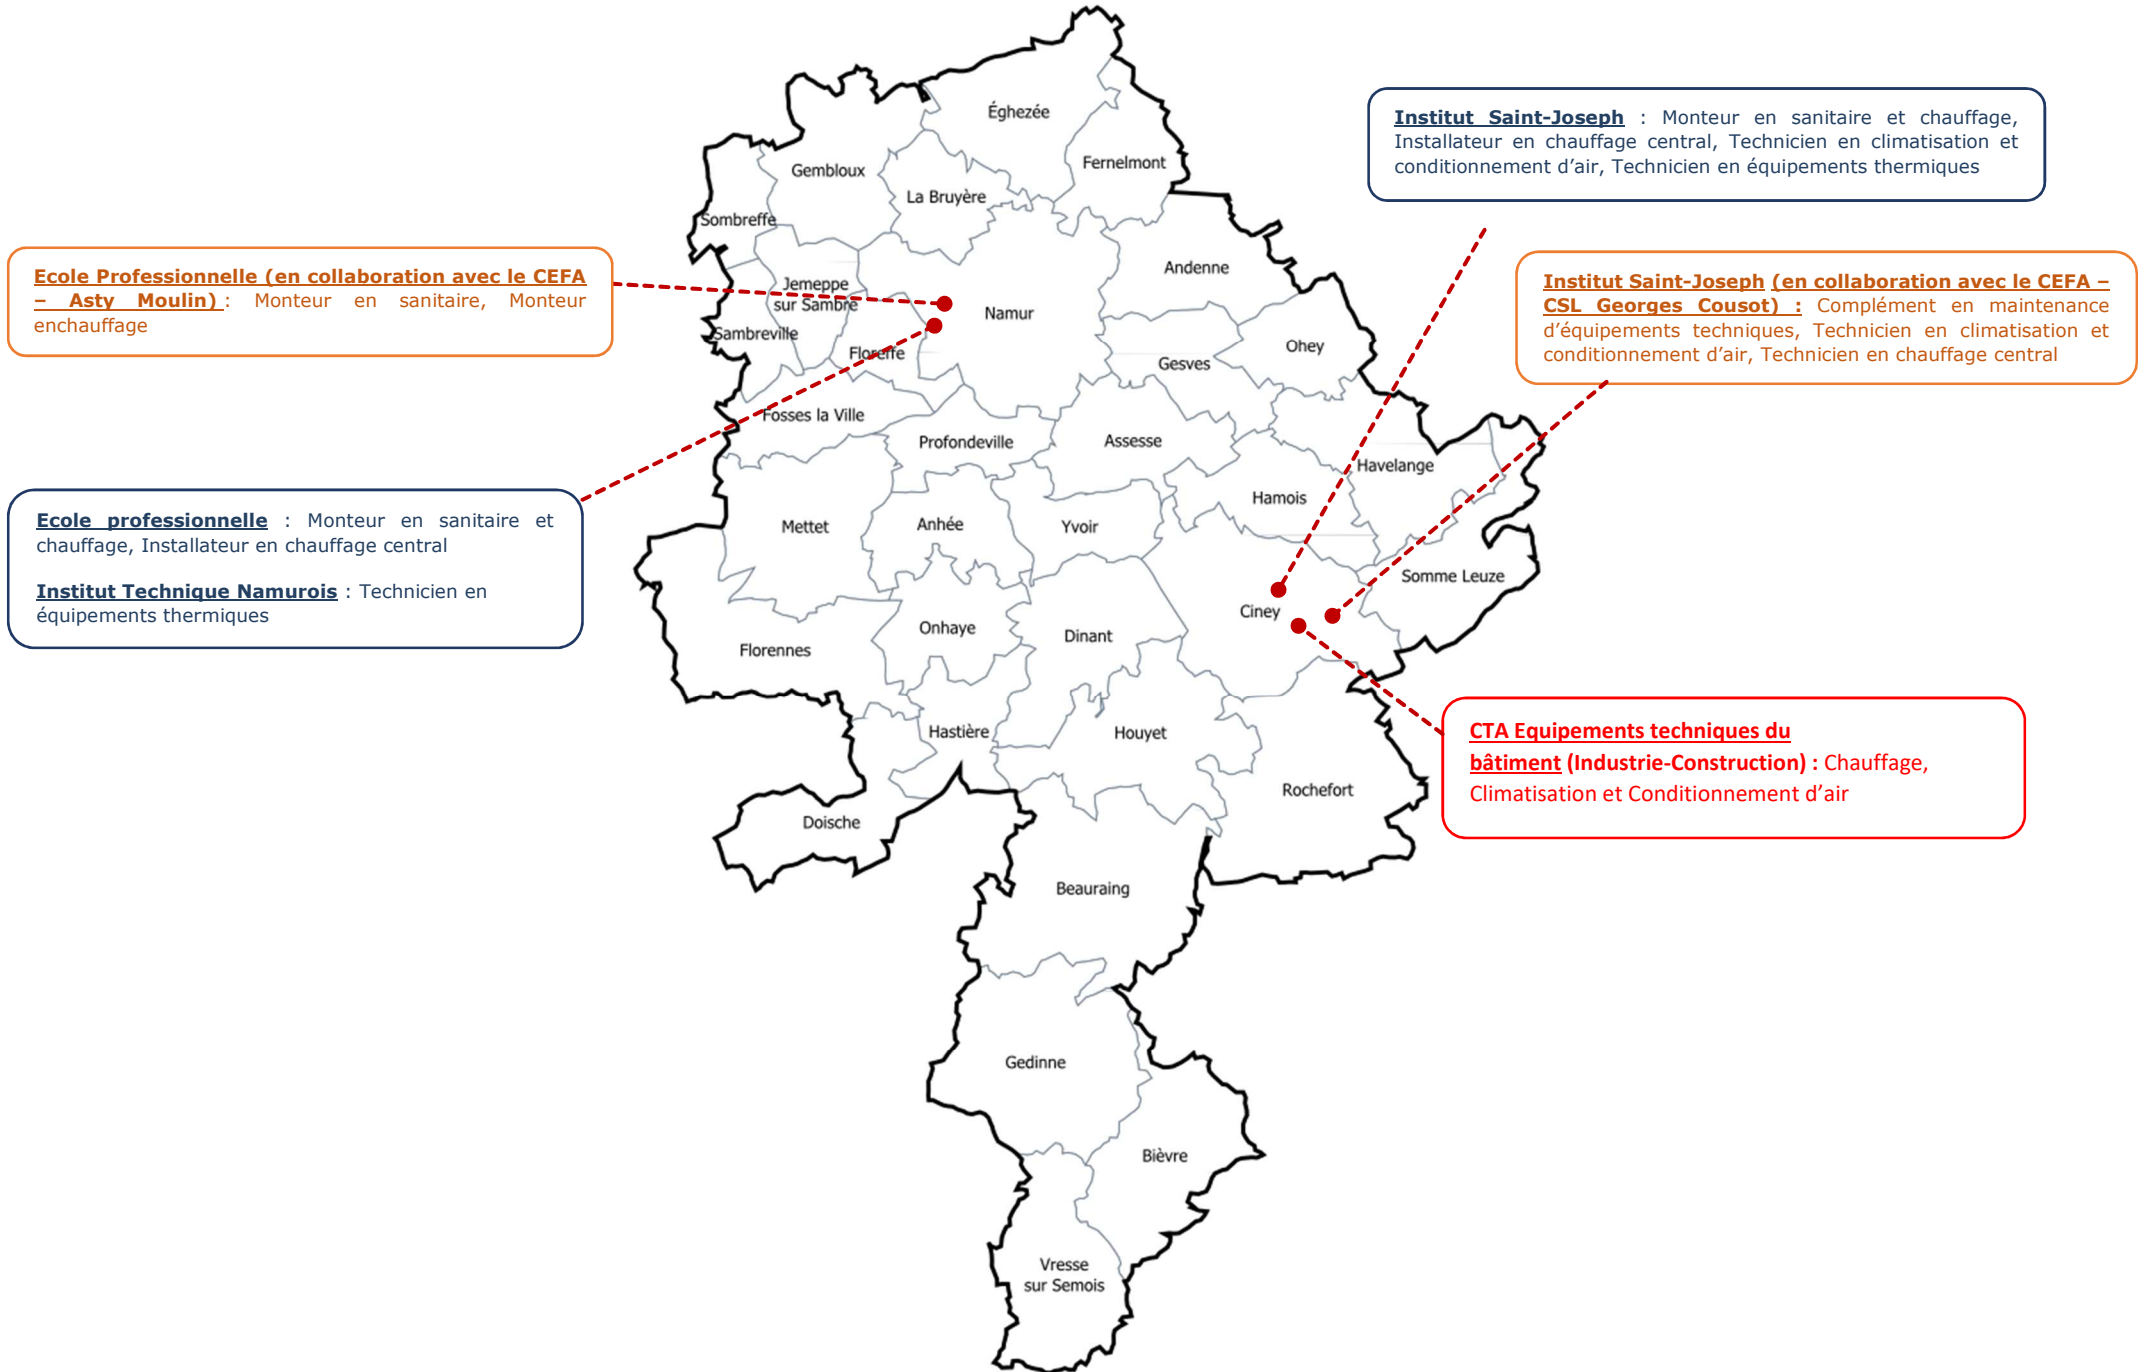 Éghezée
Institut Saint-Joseph : Monteur en sanitaire et chauffage,
Installateur en chauffage central, Technicien en climatisation et
conditionnement d'air, Technicien en équipements thermiques
Gembloux
Fernelmont
La Bruyère
Sombreffe
Ecole Professionnelle (en collaboration avec le CEFA
– Asty Moulin) : Monteur en sanitaire, Monteur
enchauffage
Andenne
Jemeppe
sur Sambre
Namur
Institut Saint-Joseph (en collaboration avec le CEFA –
CSL Georges Cousot) : Complément en maintenance
d'équipements techniques, Technicien en climatisation et
conditionnement d'air, Technicien en chauffage central
Sambreville
Floreffe
Gesves
Ohey
Fosses la Ville
Profondeville
Assesse
Havelange
Hamois
Mettet
Anhée
Yvoir
Ecole professionnelle : Monteur en sanitaire et
chauffage, Installateur en chauffage central
Institut Technique Namurois : Technicien en
équipements thermiques
Somme Leuze
Ciney
Onhaye
Dinant
Florennes
Hastière
Houyet
CTA Equipements techniques du
bâtiment (Industrie-Construction) : Chauffage,
Climatisation et Conditionnement d'air
Rochefort
Doische
Beauraing
Gedinne
Bièvre
Vresse
sur Semois